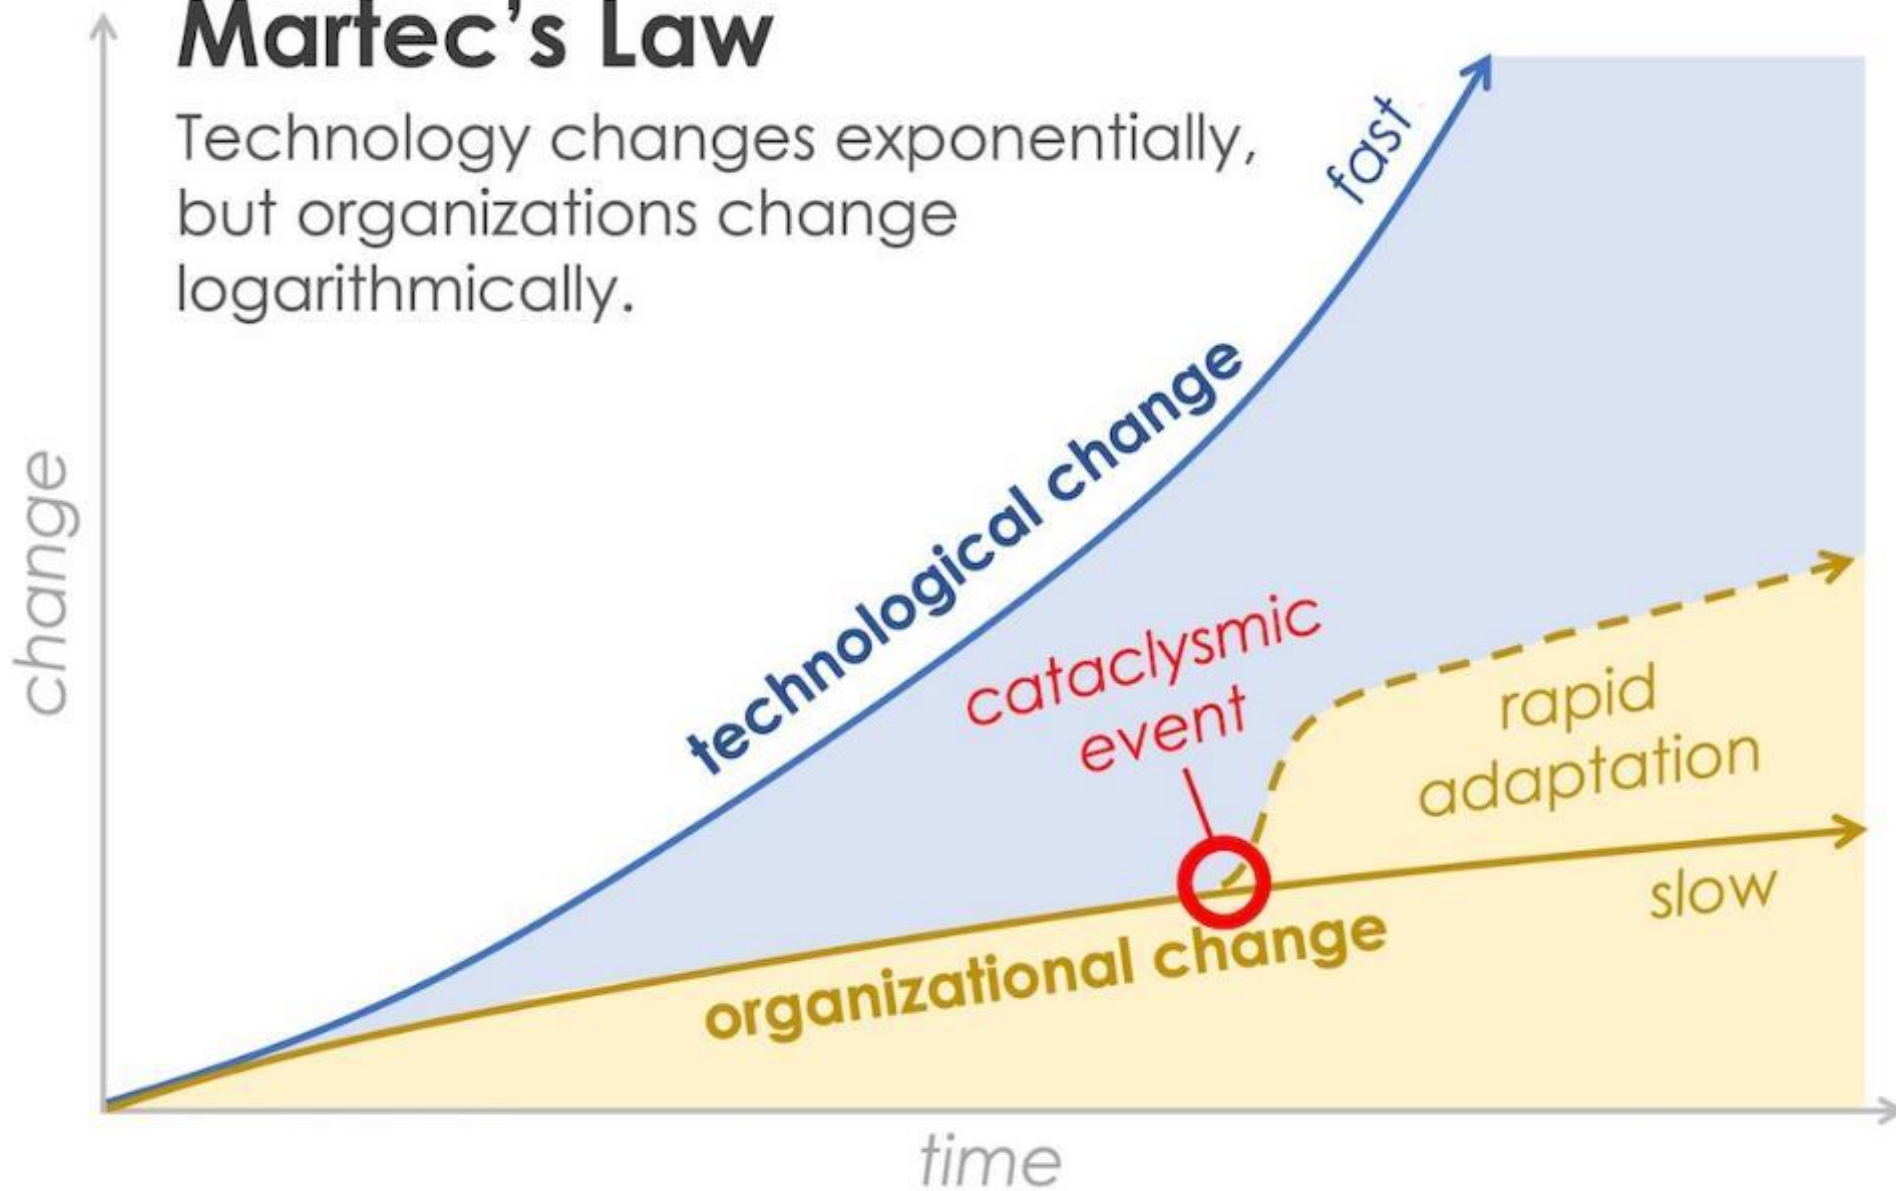 Martec's Law
Technology changes exponentially,
but organizations change
logarithmically.
fast
technological change
change
cataclysmic
event
rapid
adaptation
slow
organizational change
time